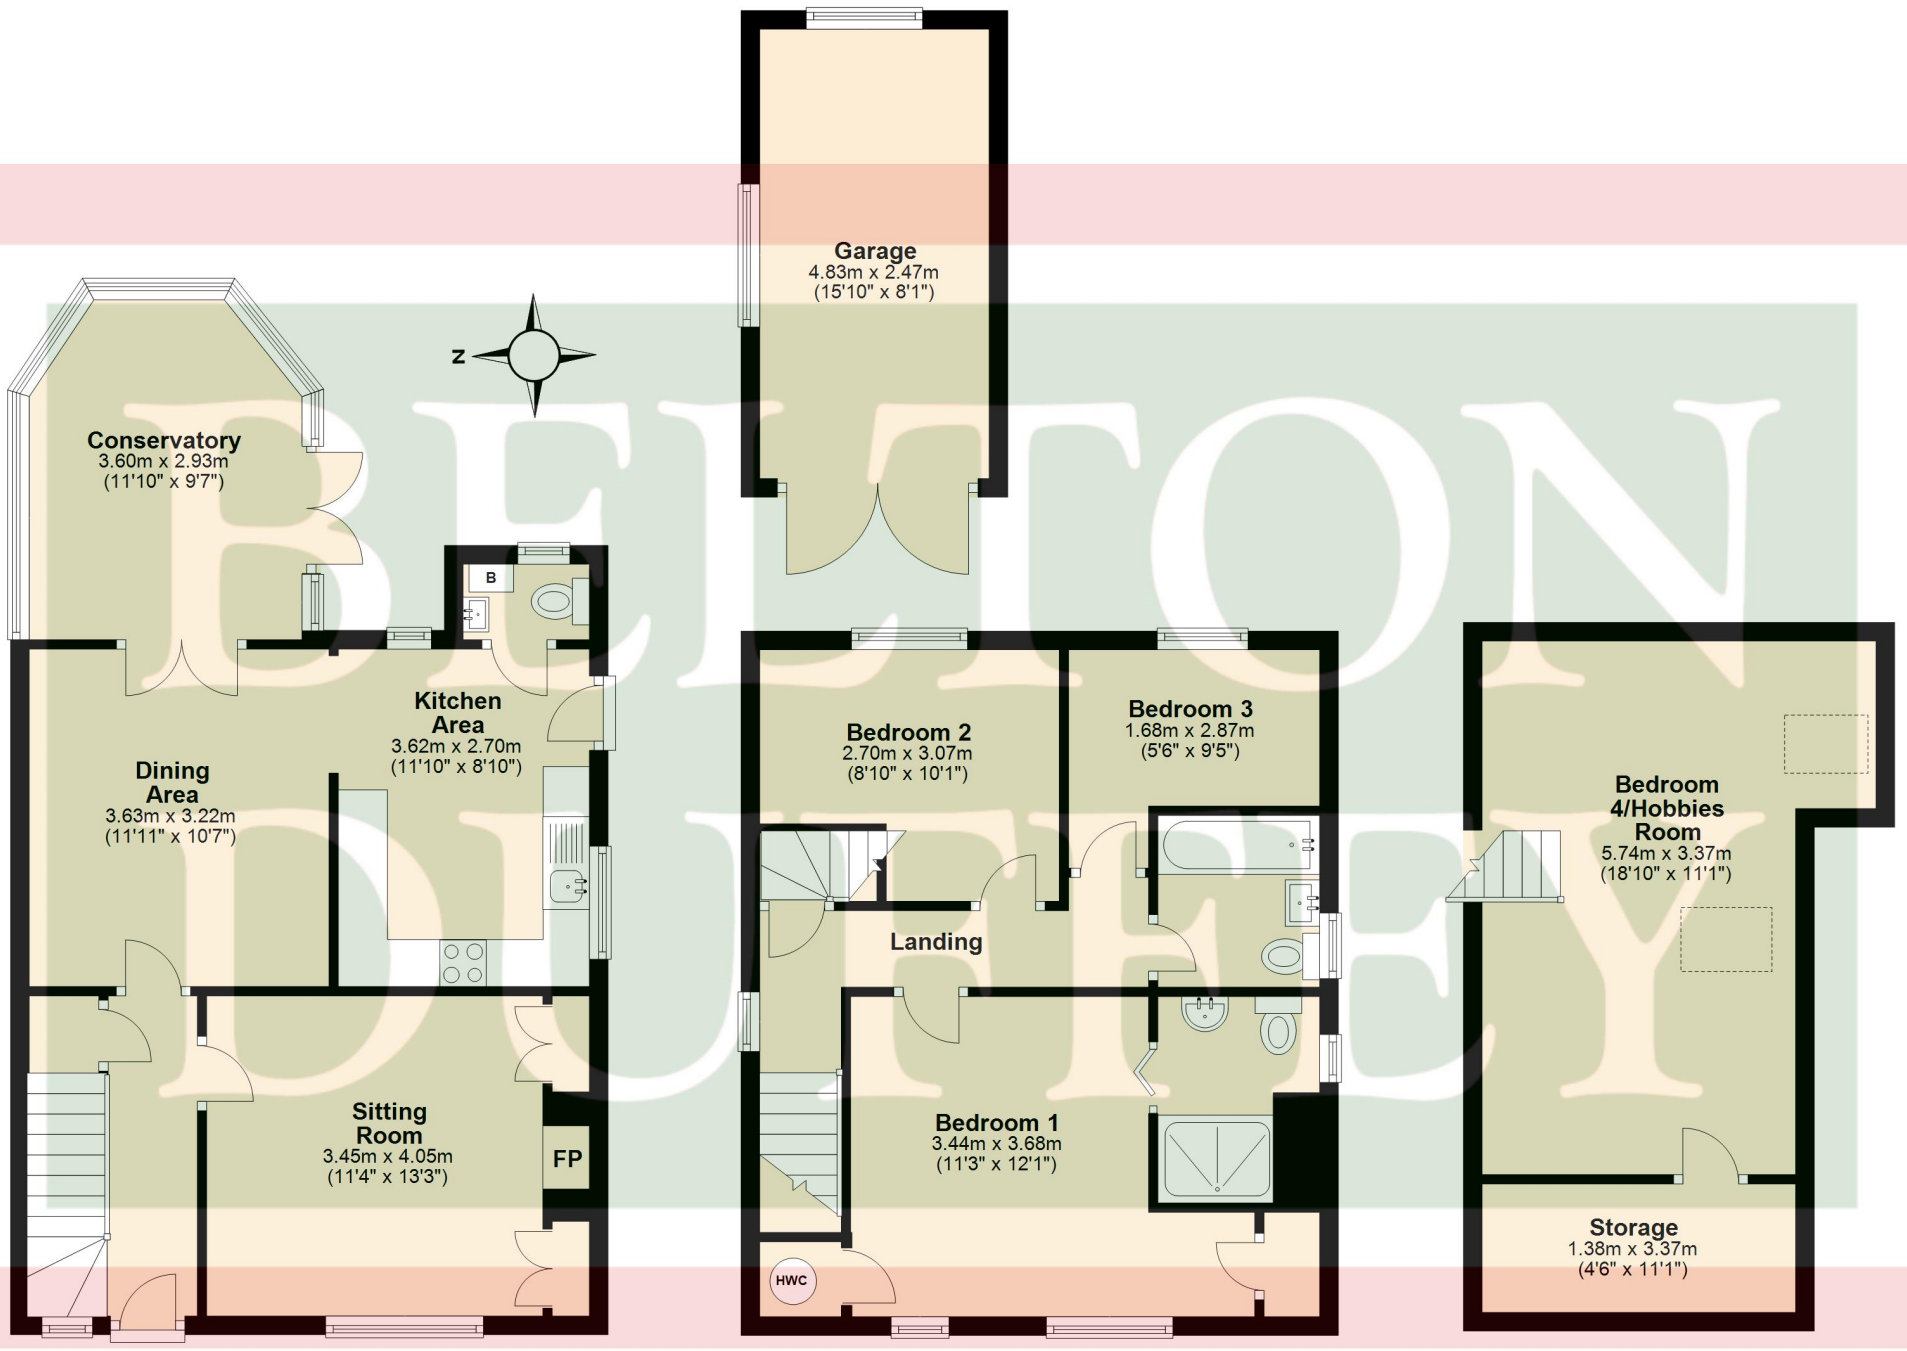 Garage
4.83m x 2.47m
(15'10" x 8'1")
Conservatory
3.60m x 2.93m
(11'10" x 9'7")
Z
B
Kitchen
Area
3.62m x 2.70m
(11'10" x 8'10")
Dining
Area
3.63m x 3.22m
(11'11" x 10'7")
Sitting
Room
3.45m x 4.05m
(11'4" x 13'3")
FP
Bedroom 2
2.70m x 3.07m
(8'10" x 10'1")
Bedroom 3
1.68m x 2.87m
(5'6" x 9'5")
Landing
Bedroom 1
3.44m x 3.68m
(11'3" x 12'1")
HWC
Bedroom
4/Hobbies
Room
5.74m x 3.37m
(18'10" x 11'1")
Storage
1.38m x 3.37m
(4'6" x 11'1")
BELTON
DUFFEY